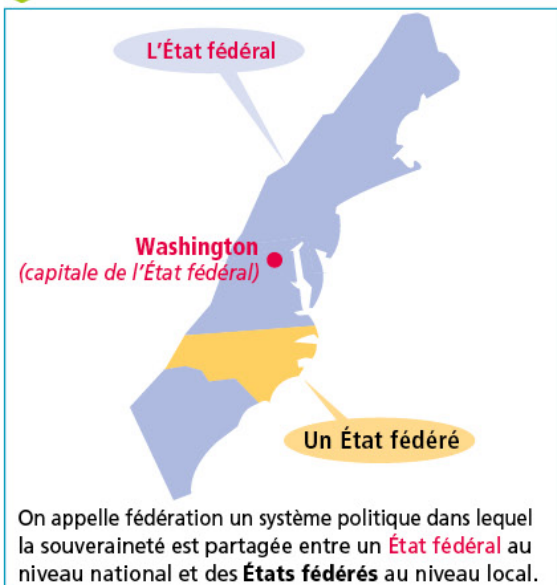 L'État fédéral
Washington
(capitale de l'État fédéral)
Un État fédéré
On appelle fédération un système politique dans lequel
la souveraineté est partagée entre un État fédéral au
niveau national et des États fédérés au niveau local.